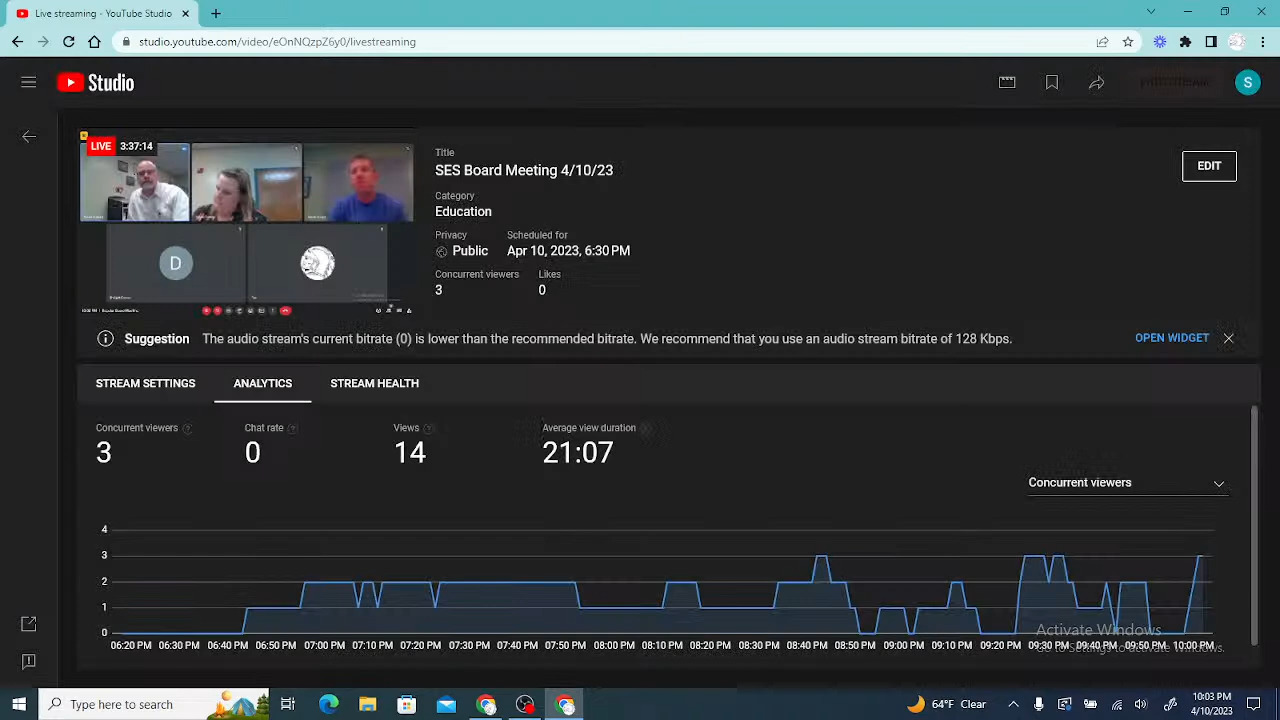 Live streaming - YouTube Studio
studio.youtube.com/video/eOnNQzpZ6y0/livestreaming
Studio
S
LIVE 3:37:14
D
Title
SES Board Meeting 4/10/23
EDIT
Category
Education
Privacy Scheduled for
Public Apr 10, 2023, 6:30 PM
Concurrent viewers Likes
3 0
Suggestion The audio stream's current bitrate (0) is lower than the recommended bitrate. We recommend that you use an audio stream bitrate of 128 Kbps. OPEN WIDGET
STREAM SETTINGS ANALYTICS STREAM HEALTH
Concurrent viewers Chat rate Views Average view duration
3 0 14 21:07
Concurrent viewers
4
3
2
1
0
06:20 PM 06:30 PM 06:40 PM 06:50 PM 07:00 PM 07:10 PM 07:20 PM 07:30 PM 07:40 PM 07:50 PM 08:00 PM 08:10 PM 08:20 PM 08:30 PM 08:40 PM 08:50 PM 09:00 PM 09:10 PM 09:20 PM 09:30 PM 09:40 PM 09:50 PM 10:00 PM
Activate Windows
Type here to search
64°F Clear
10:03 PM
4/10/2023